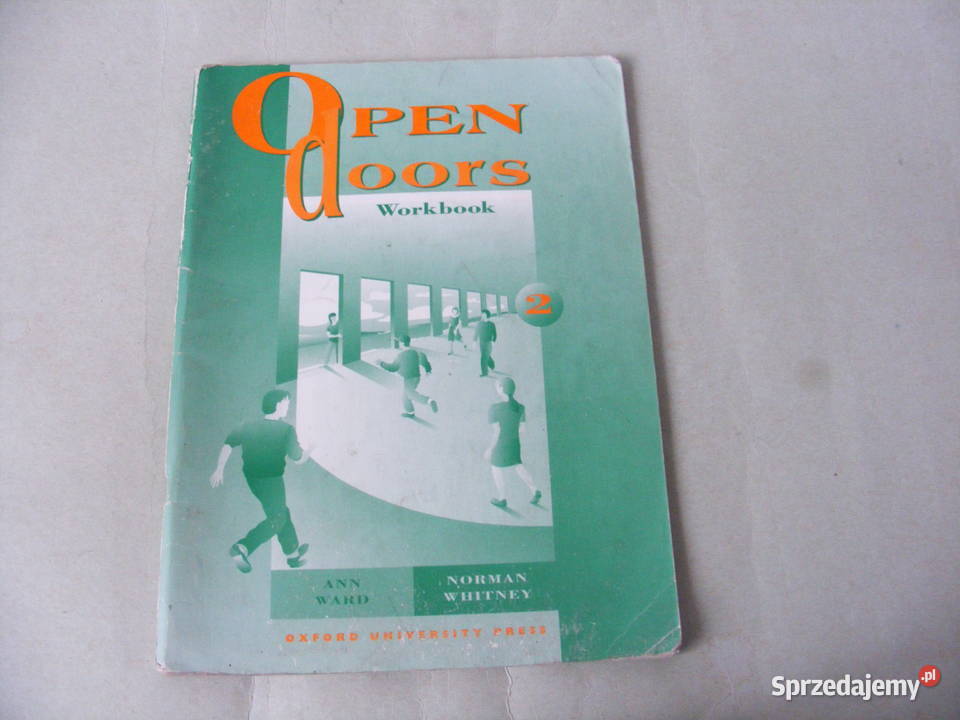 OPEN
doors
Workbook
2
ANN
WARD
NORMAN
WHITNEY
OXFORD UNIVERSITY PRESS
Sprzedajemy.pl